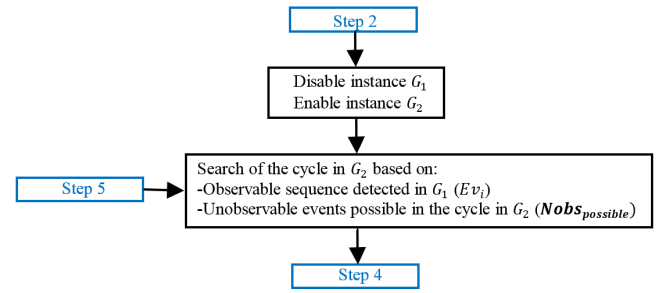 Step 2
Disable instance G₁
Enable instance G₂
Search of the cycle in G₂ based on:
Step 5
-Observable sequence detected in G₁ (Evᵢ)
-Unobservable events possible in the cycle in G₂ (Nobs_possible)
Step 4